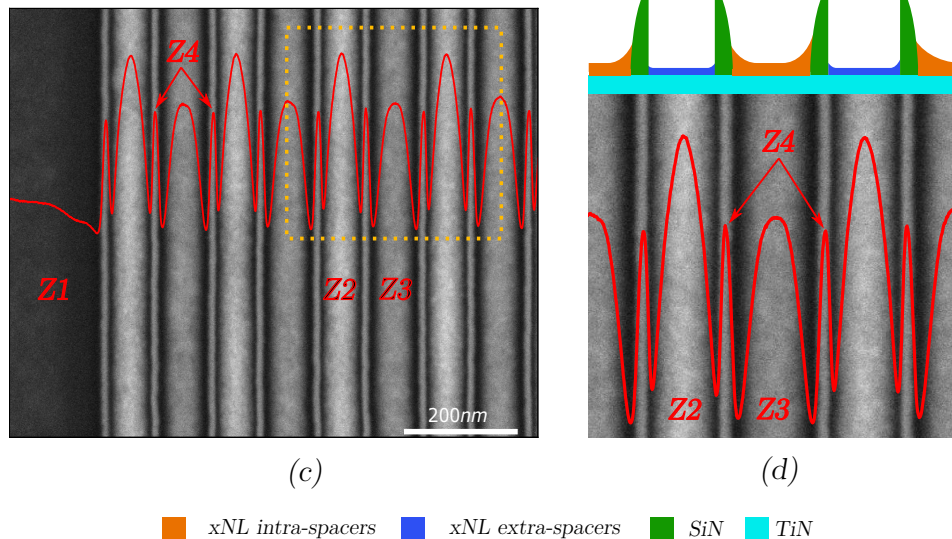 Z4
Z1
Z2
Z3
200nm
(c)
Z4
Z2
Z3
(d)
xNL intra-spacers
xNL extra-spacers
SiN
TiN